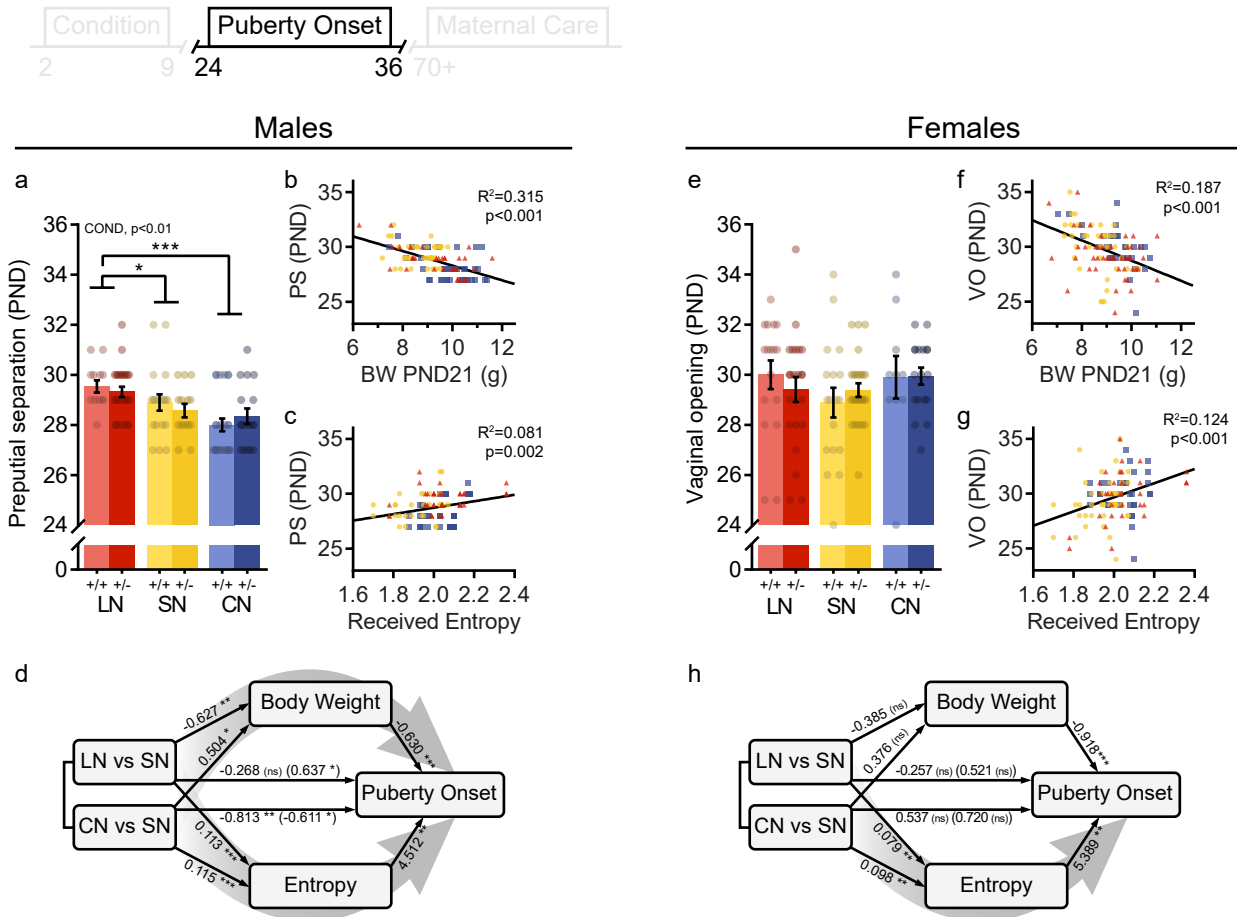 Condition
Puberty Onset
Maternal Care
2
9
24
36
70+
Males
a
36
34
32
30
28
26
24
0
Preputial separation (PND)
COND, p<0.01
***
*
+/+ +/- +/+ +/- +/+ +/-
LN SN CN
b
R²=0.315
p<0.001
35
30
25
PS (PND)
6 8 10 12
BW PND21 (g)
c
R²=0.081
p=0.002
35
30
25
PS (PND)
1.6 1.8 2.0 2.2 2.4
Received Entropy
d
LN vs SN
CN vs SN
Body Weight
Puberty Onset
Entropy
-0.627 **
0.504 *
-0.630 ***
-0.268 (ns) (0.637 *)
-0.813 ** (-0.611 *)
0.113 ***
0.115 ***
4.512 **
Females
e
36
34
32
30
28
26
24
0
Vaginal opening (PND)
+/+ +/- +/+ +/- +/+ +/-
LN SN CN
f
R²=0.187
p<0.001
35
30
25
VO (PND)
6 8 10 12
BW PND21 (g)
g
R²=0.124
p<0.001
35
30
25
VO (PND)
1.6 1.8 2.0 2.2 2.4
Received Entropy
h
LN vs SN
CN vs SN
Body Weight
Puberty Onset
Entropy
-0.385 (ns)
0.376 (ns)
-0.918***
-0.257 (ns) (0.521 (ns))
0.537 (ns) (0.720 (ns))
0.079 **
0.098 **
5.389 **